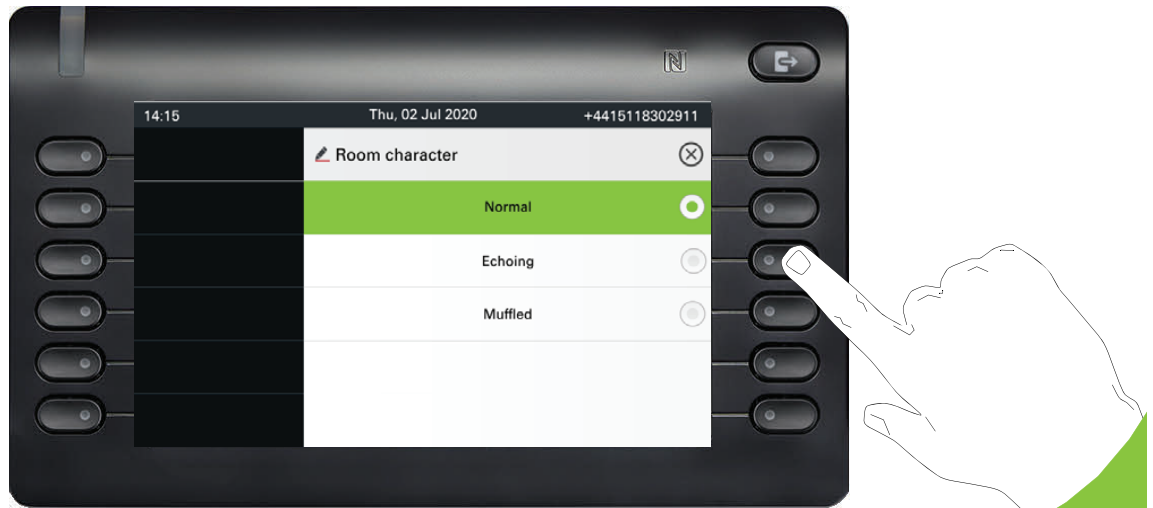 14:15 Thu, 02 Jul 2020 +4415118302911
Room character
Normal
Echoing
Muffled